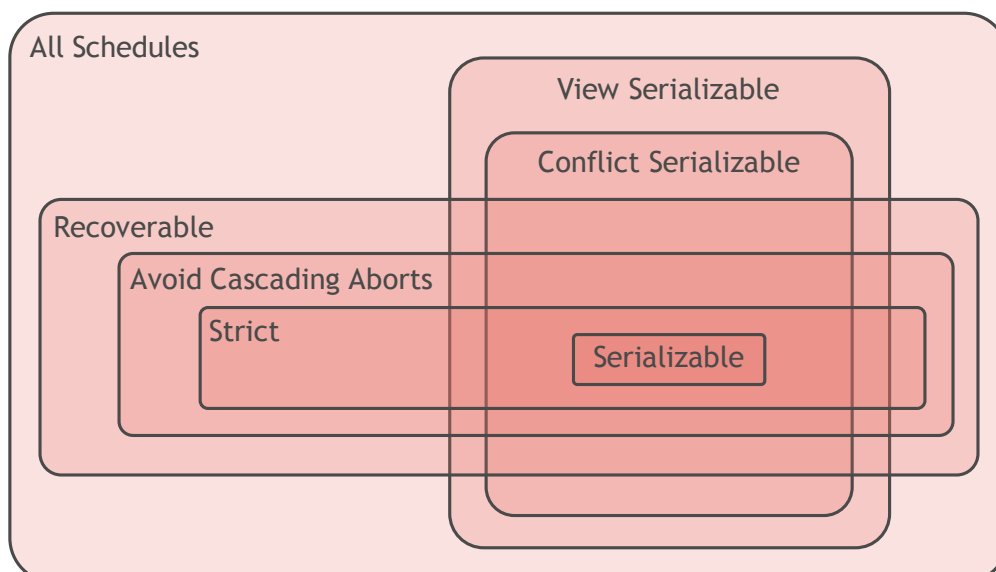 All Schedules
View Serializable
Conflict Serializable
Recoverable
Avoid Cascading Aborts
Strict
Serializable